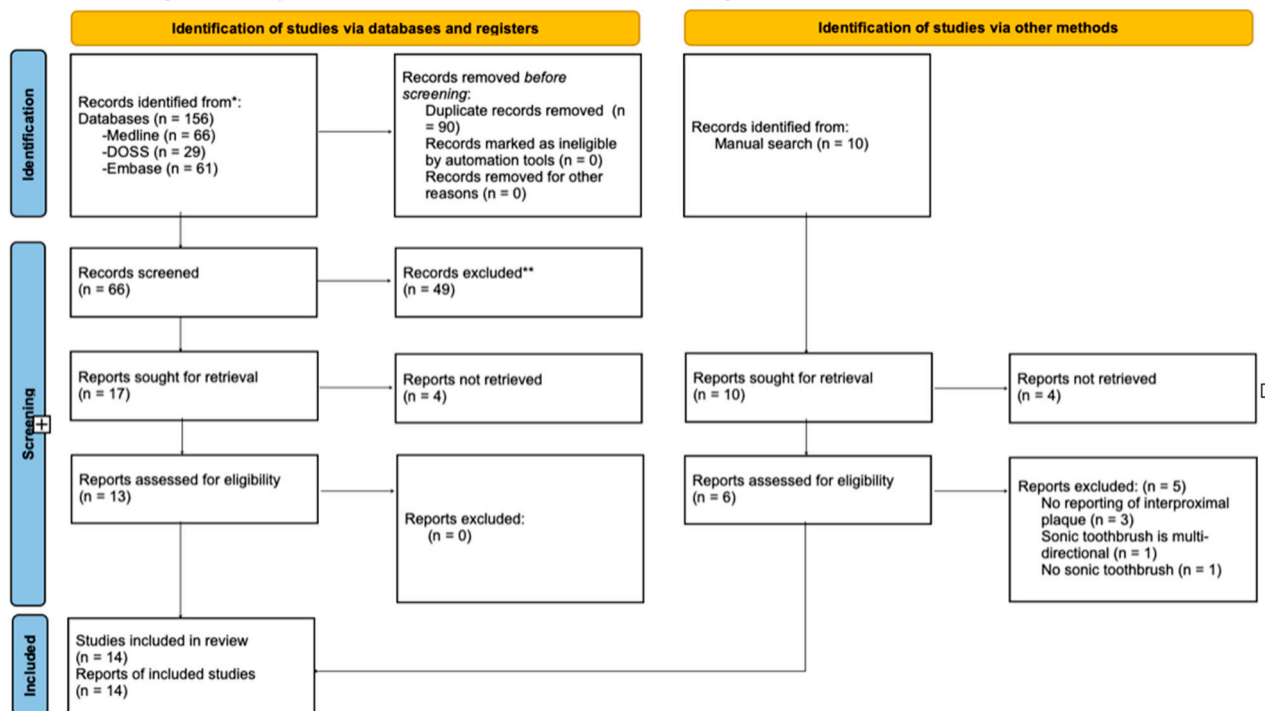 Identification of studies via databases and registers
Identification of studies via other methods
Identification
Records identified from*:
Databases (n = 156)
-Medline (n = 66)
-DOSS (n = 29)
-Embase (n = 61)
Records removed before
screening:
Duplicate records removed (n
= 90)
Records marked as ineligible
by automation tools (n = 0)
Records removed for other
reasons (n = 0)
Records identified from:
Manual search (n = 10)
Screening
Records screened
(n = 66)
Records excluded**
(n = 49)
Reports sought for retrieval
(n = 17)
Reports not retrieved
(n = 4)
Reports sought for retrieval
(n = 10)
Reports not retrieved
(n = 4)
Reports assessed for eligibility
(n = 13)
Reports excluded:
(n = 0)
Reports assessed for eligibility
(n = 6)
Reports excluded: (n = 5)
No reporting of interproximal
plaque (n = 3)
Sonic toothbrush is multi-
directional (n = 1)
No sonic toothbrush (n = 1)
Included
Studies included in review
(n = 14)
Reports of included studies
(n = 14)